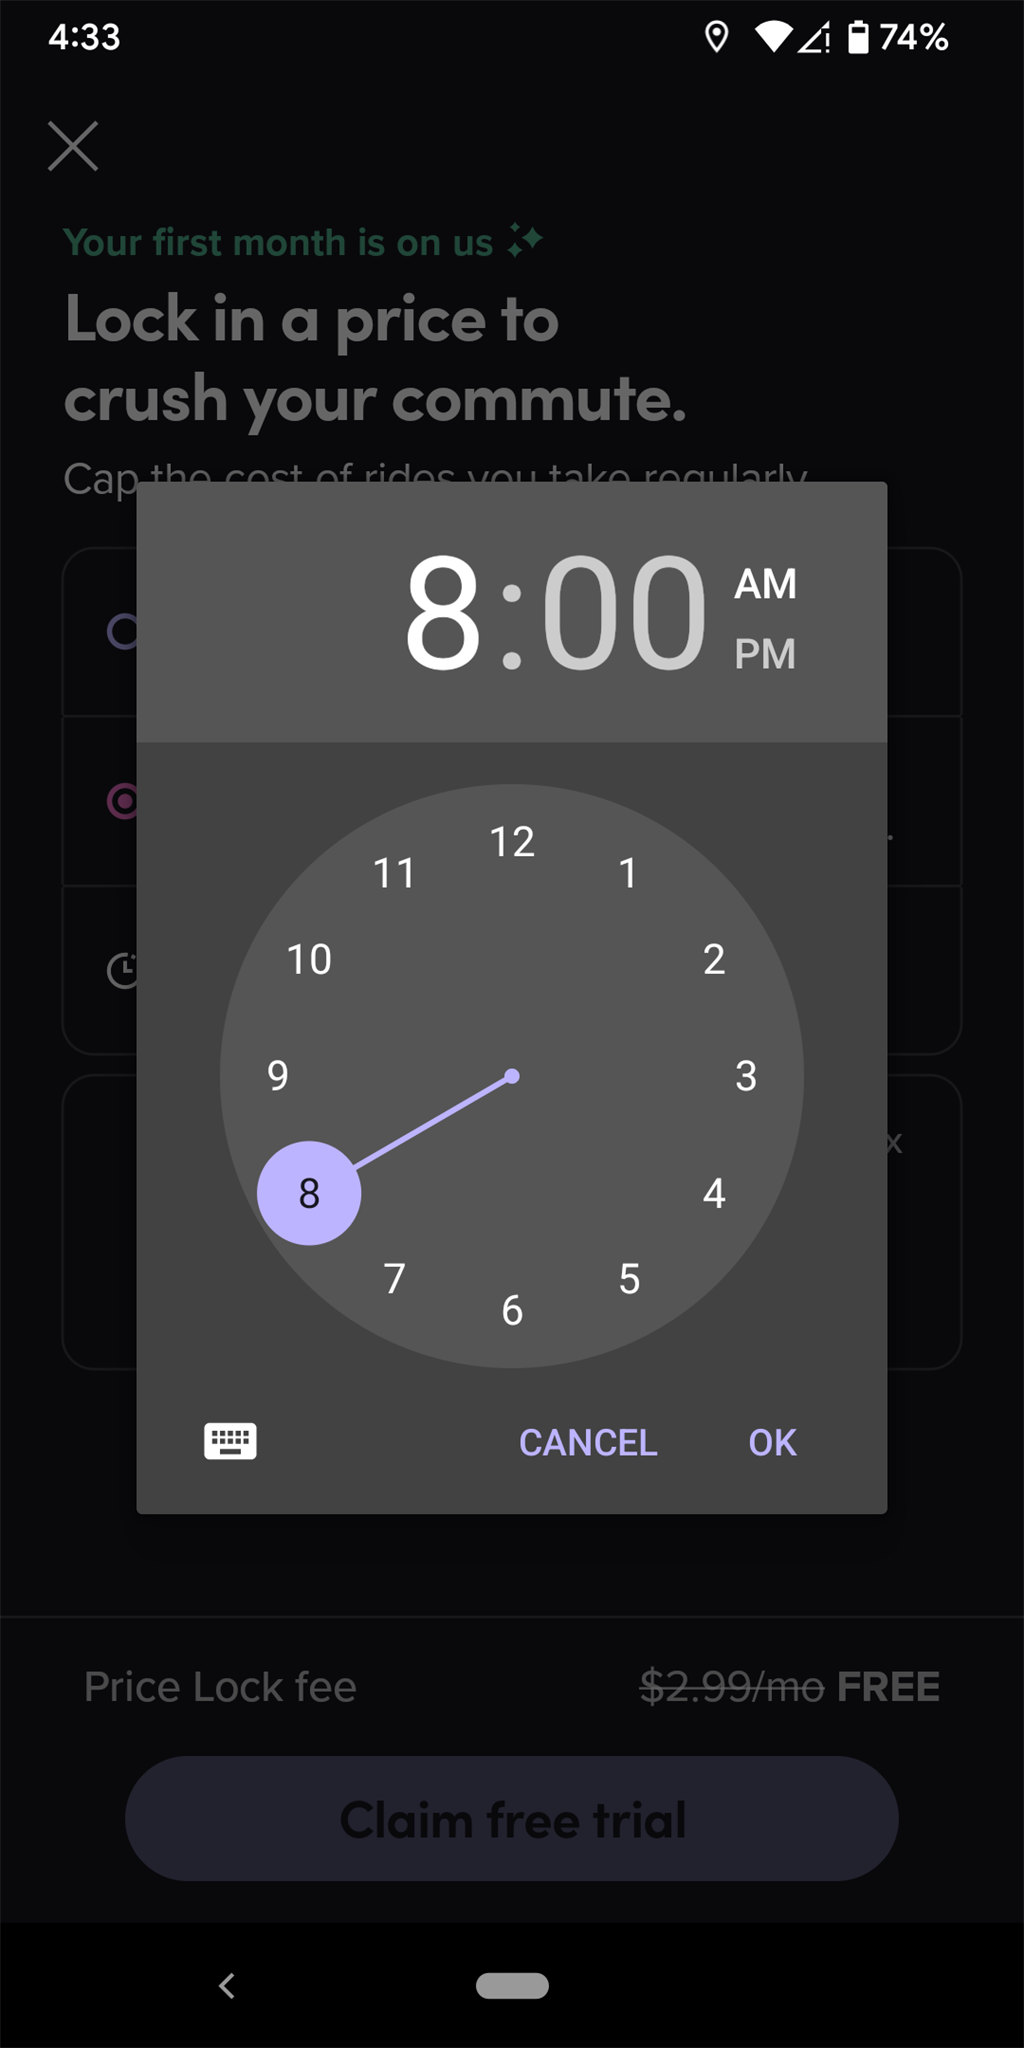 4:33
74%
Your first month is on us
Lock in a price to
crush your commute.
Cap the cost of rides you take regularly
8:00
AM
PM
12
11
1
10
2
9
3
8
4
7
5
6
x
CANCEL
OK
Price Lock fee
$2.99/mo FREE
Claim free trial